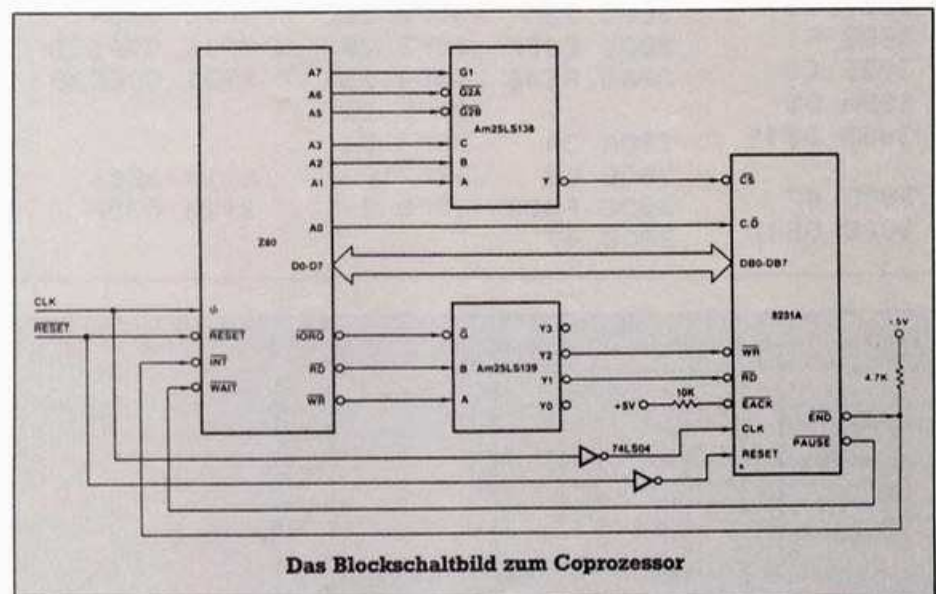 A7
G1
A6
G2A
A5
G2B
Am25LS138
A3
C
A2
B
A1
A
Y
CS
A0
C.D
Z80
D0-D7
DB0-DB7
CLK
RESET
RESET
INT
WAIT
IORQ
G
Y3
8231A
+5V
RD
B
Am25LS139
Y2
WR
Y1
RD
4.7K
WR
A
Y0
+5V
10K
EACK
CLK
END
74LS04
RESET
PAUSE
Das Blockschaltbild zum Coprozessor